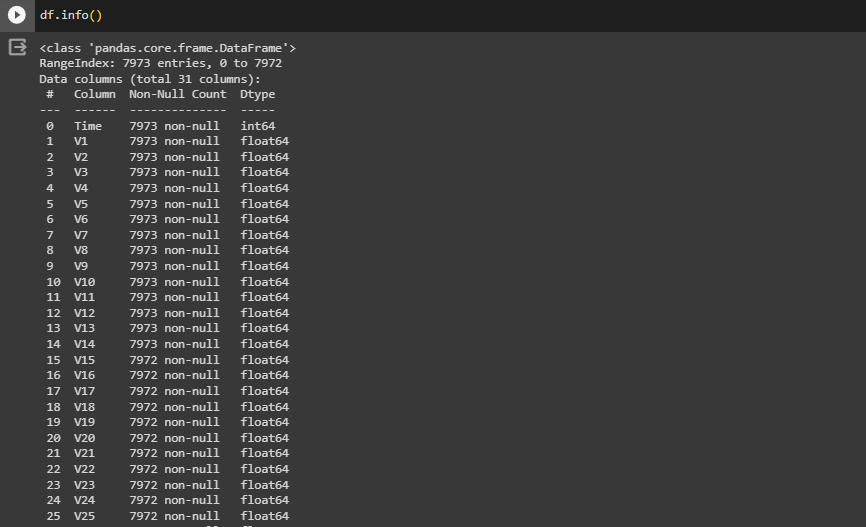 df.info()
<class 'pandas.core.frame.DataFrame'>
RangeIndex: 7973 entries, 0 to 7972
Data columns (total 31 columns):
 #   Column  Non-Null Count  Dtype
---  ------  --------------  -----
 0   Time    7973 non-null   int64
 1   V1      7973 non-null   float64
 2   V2      7973 non-null   float64
 3   V3      7973 non-null   float64
 4   V4      7973 non-null   float64
 5   V5      7973 non-null   float64
 6   V6      7973 non-null   float64
 7   V7      7973 non-null   float64
 8   V8      7973 non-null   float64
 9   V9      7973 non-null   float64
 10  V10     7973 non-null   float64
 11  V11     7973 non-null   float64
 12  V12     7973 non-null   float64
 13  V13     7973 non-null   float64
 14  V14     7973 non-null   float64
 15  V15     7972 non-null   float64
 16  V16     7972 non-null   float64
 17  V17     7972 non-null   float64
 18  V18     7972 non-null   float64
 19  V19     7972 non-null   float64
 20  V20     7972 non-null   float64
 21  V21     7972 non-null   float64
 22  V22     7972 non-null   float64
 23  V23     7972 non-null   float64
 24  V24     7972 non-null   float64
 25  V25     7972 non-null   float64